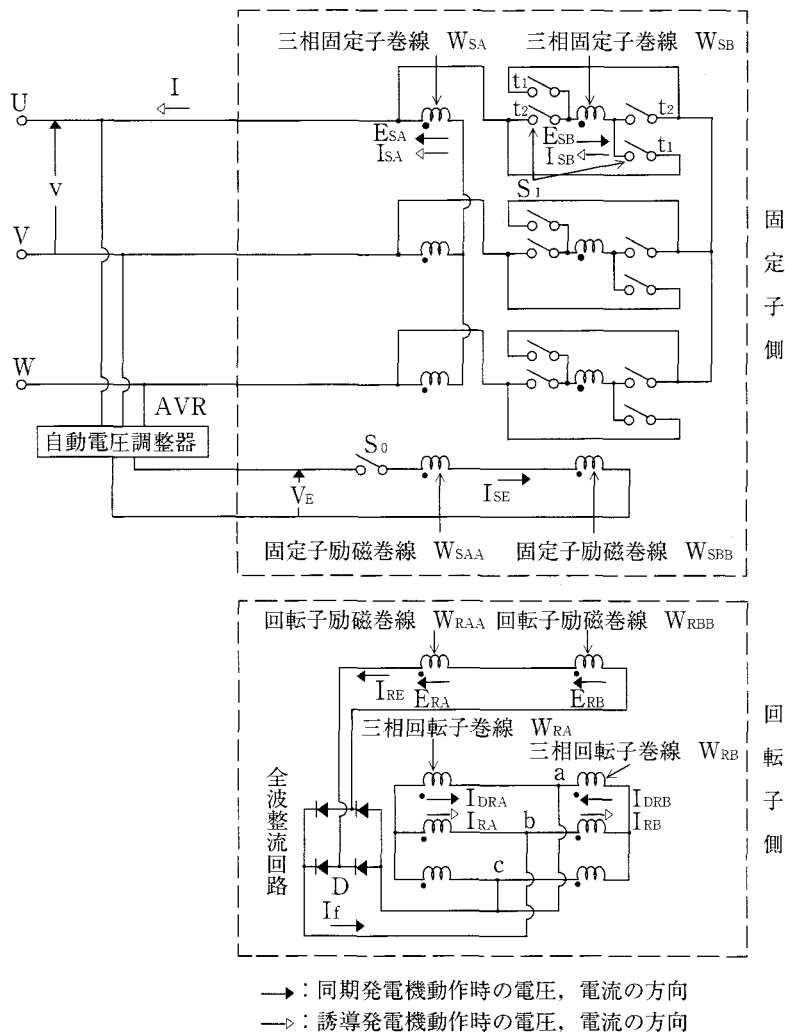 三相固定子巻線 WSA
三相固定子巻線 WSB
I
U
t1
t2
t2
ESA
ISA
ESB
ISB
t1
S1
v
V
W
AVR
自動電圧調整器
S0
VE
ISE
固定子励磁巻線 WSAA
固定子励磁巻線 WSBB
固定子側
回転子励磁巻線 WRAA
回転子励磁巻線 WRBB
IRE
ERA
ERB
三相回転子巻線 WRA
三相回転子巻線 WRB
a
全波整流回路
IDRA
IDRB
IRA
b
IRB
c
D
If
回転子側
:同期発電機動作時の電圧,電流の方向
:誘導発電機動作時の電圧,電流の方向